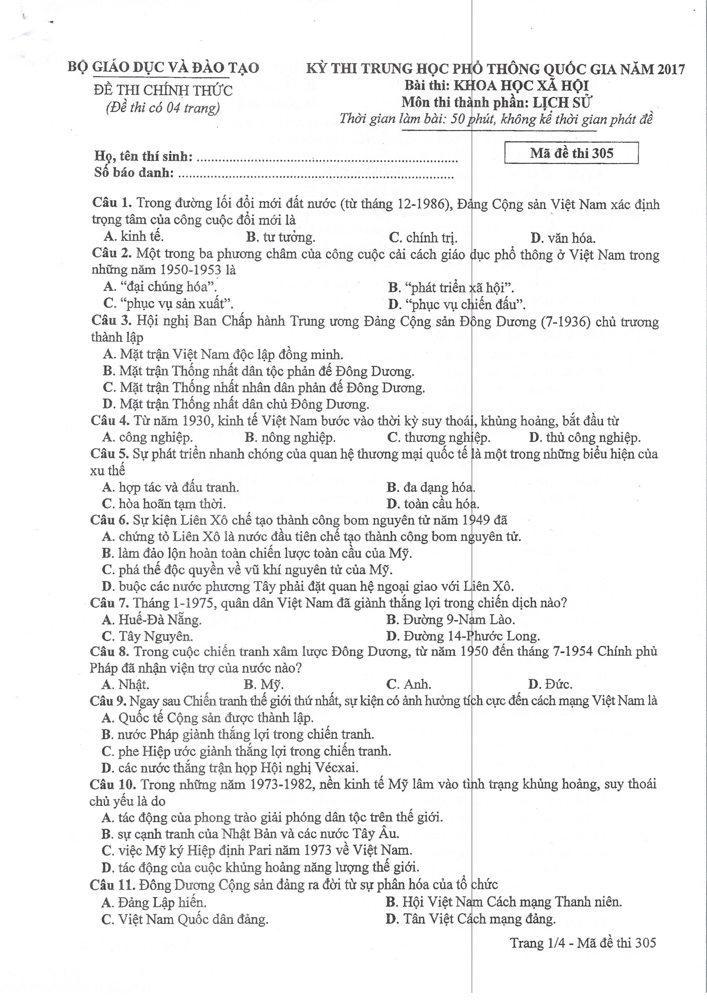 BỘ GIÁO DỤC VÀ ĐÀO TẠO
ĐỀ THI CHÍNH THỨC
(Đề thi có 04 trang)
KỲ THI TRUNG HỌC PHỔ THÔNG QUỐC GIA NĂM 2017
Bài thi: KHOA HỌC XÃ HỘI
Môn thi thành phần: LỊCH SỬ
Thời gian làm bài: 50 phút, không kể thời gian phát đề
Mã đề thi 305
Họ, tên thí sinh: ..........................................................................
Số báo danh: ..............................................................................
Câu 1. Trong đường lối đổi mới đất nước (từ tháng 12-1986), Đảng Cộng sản Việt Nam xác định
trọng tâm của công cuộc đổi mới là
A. kinh tế. B. tư tưởng. C. chính trị. D. văn hóa.
Câu 2. Một trong ba phương châm của công cuộc cải cách giáo dục phổ thông ở Việt Nam trong
những năm 1950-1953 là
A. “đại chúng hóa”. B. “phát triển xã hội”.
C. “phục vụ sản xuất”. D. “phục vụ chiến đấu”.
Câu 3. Hội nghị Ban Chấp hành Trung ương Đảng Cộng sản Đông Dương (7-1936) chủ trương
thành lập
A. Mặt trận Việt Nam độc lập đồng minh.
B. Mặt trận Thống nhất dân tộc phản đế Đông Dương.
C. Mặt trận Thống nhất nhân dân phản đế Đông Dương.
D. Mặt trận Thống nhất dân chủ Đông Dương.
Câu 4. Từ năm 1930, kinh tế Việt Nam bước vào thời kỳ suy thoái, khủng hoảng, bắt đầu từ
A. công nghiệp. B. nông nghiệp. C. thương nghiệp. D. thủ công nghiệp.
Câu 5. Sự phát triển nhanh chóng của quan hệ thương mại quốc tế là một trong những biểu hiện của
xu thế
A. hợp tác và đấu tranh. B. đa dạng hóa.
C. hòa hoãn tạm thời. D. toàn cầu hóa.
Câu 6. Sự kiện Liên Xô chế tạo thành công bom nguyên tử năm 1949 đã
A. chứng tỏ Liên Xô là nước đầu tiên chế tạo thành công bom nguyên tử.
B. làm đảo lộn hoàn toàn chiến lược toàn cầu của Mỹ.
C. phá thế độc quyền về vũ khí nguyên tử của Mỹ.
D. buộc các nước phương Tây phải đặt quan hệ ngoại giao với Liên Xô.
Câu 7. Tháng 1-1975, quân dân Việt Nam đã giành thắng lợi trong chiến dịch nào?
A. Huế-Đà Nẵng. B. Đường 9-Nam Lào.
C. Tây Nguyên. D. Đường 14-Phước Long.
Câu 8. Trong cuộc chiến tranh xâm lược Đông Dương, từ năm 1950 đến tháng 7-1954 Chính phủ
Pháp đã nhận viện trợ của nước nào?
A. Nhật. B. Mỹ. C. Anh. D. Đức.
Câu 9. Ngay sau Chiến tranh thế giới thứ nhất, sự kiện có ảnh hưởng tích cực đến cách mạng Việt Nam là
A. Quốc tế Cộng sản được thành lập.
B. nước Pháp giành thắng lợi trong chiến tranh.
C. phe Hiệp ước giành thắng lợi trong chiến tranh.
D. các nước thắng trận họp Hội nghị Vécxai.
Câu 10. Trong những năm 1973-1982, nền kinh tế Mỹ lâm vào tình trạng khủng hoảng, suy thoái
chủ yếu là do
A. tác động của phong trào giải phóng dân tộc trên thế giới.
B. sự cạnh tranh của Nhật Bản và các nước Tây Âu.
C. việc Mỹ ký Hiệp định Pari năm 1973 về Việt Nam.
D. tác động của cuộc khủng hoảng năng lượng thế giới.
Câu 11. Đông Dương Cộng sản đảng ra đời từ sự phân hóa của tổ chức
A. Đảng Lập hiến. B. Hội Việt Nam Cách mạng Thanh niên.
C. Việt Nam Quốc dân đảng. D. Tân Việt Cách mạng đảng.
Trang 1/4 - Mã đề thi 305